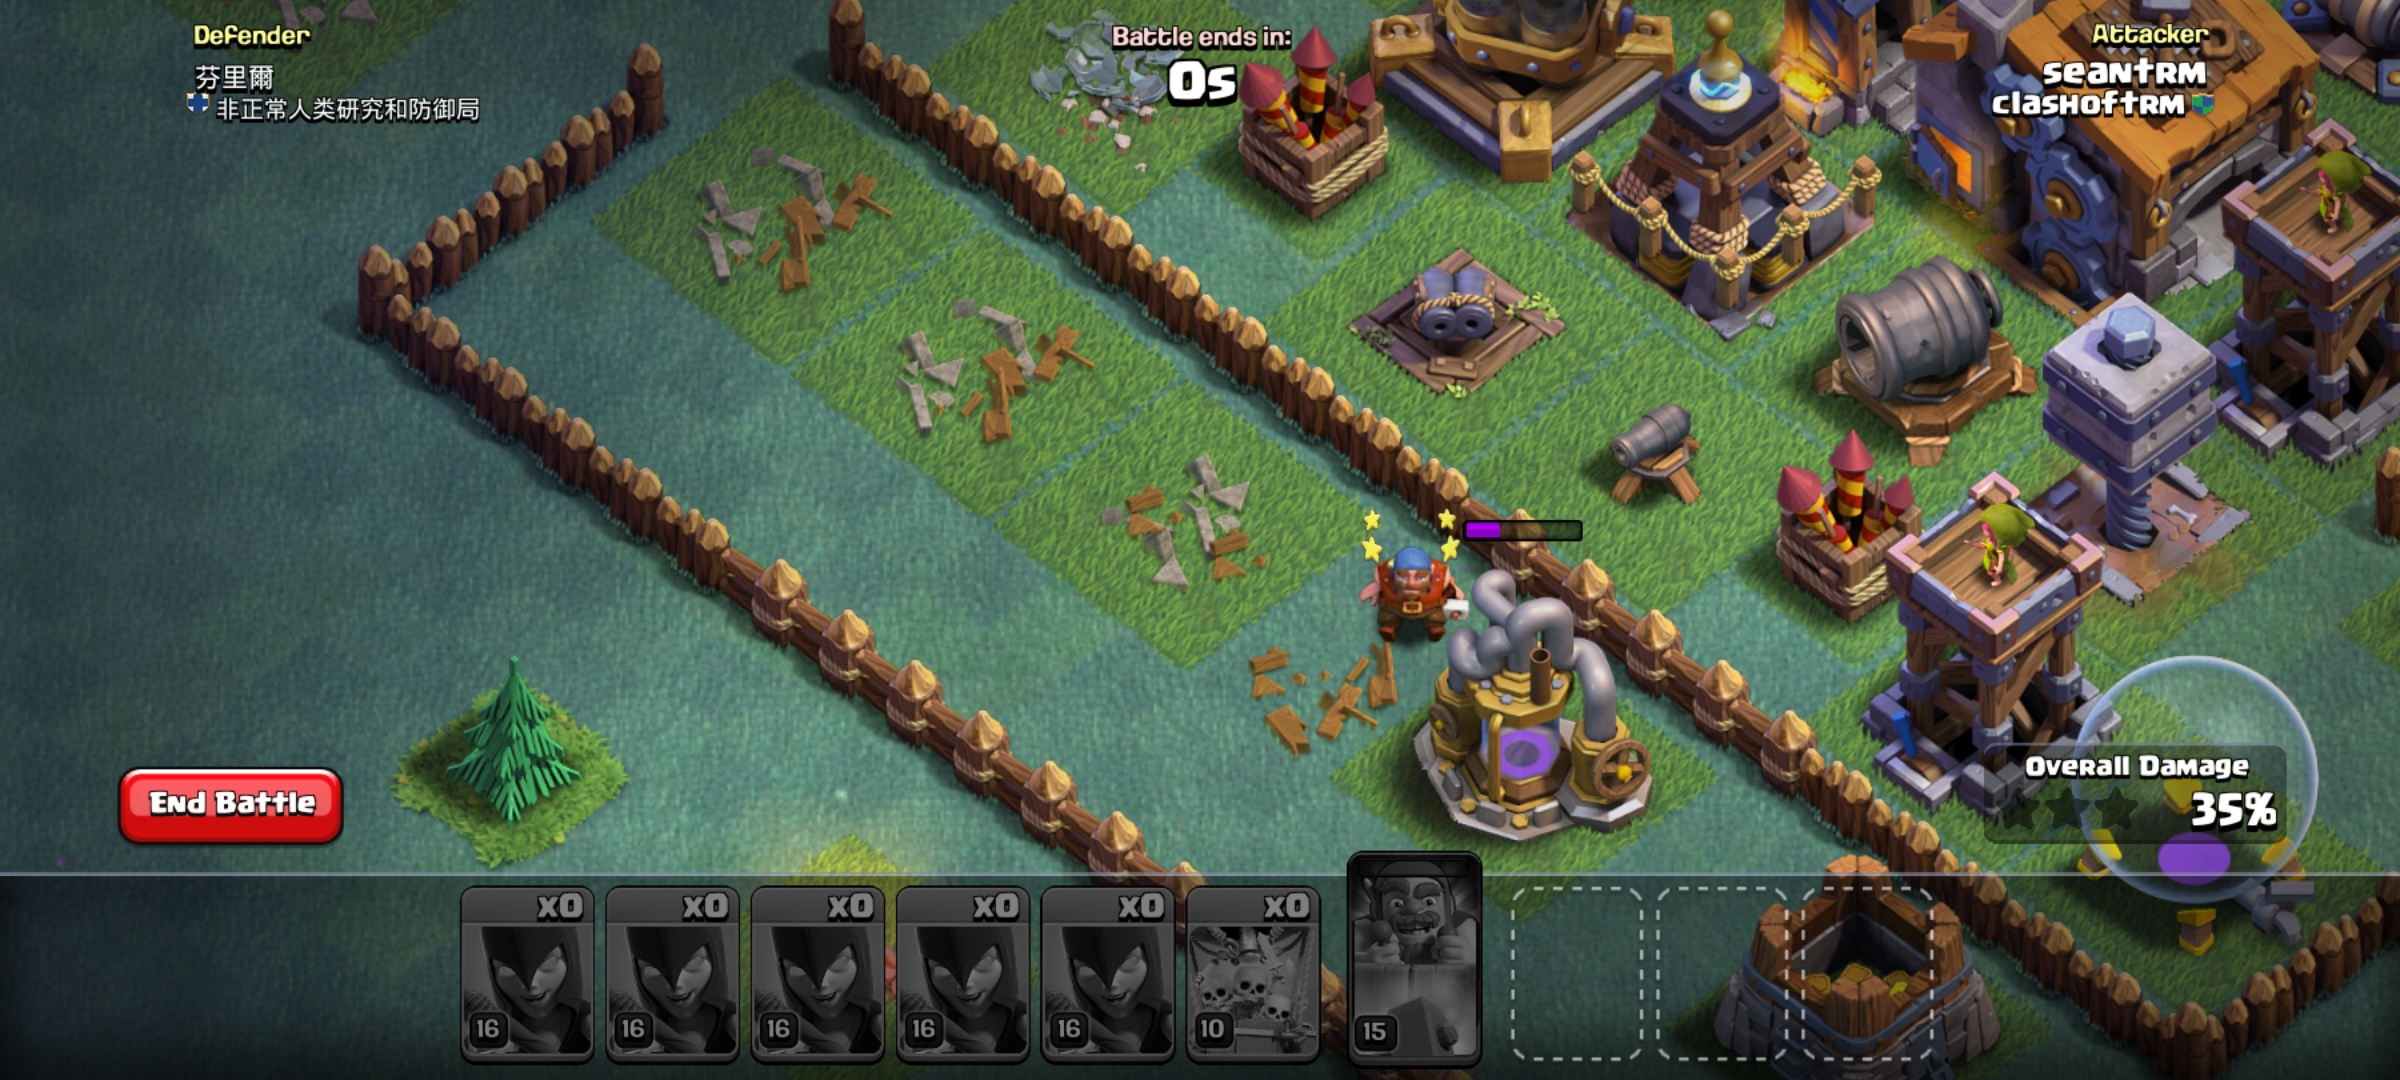 Defender
芬里爾
非正常人类研究和防御局
Battle ends in:
0s
Attacker
seantRM
clashoftRM
End Battle
Overall Damage
35%
x0
x0
x0
x0
x0
x0
16
16
16
16
16
10
15